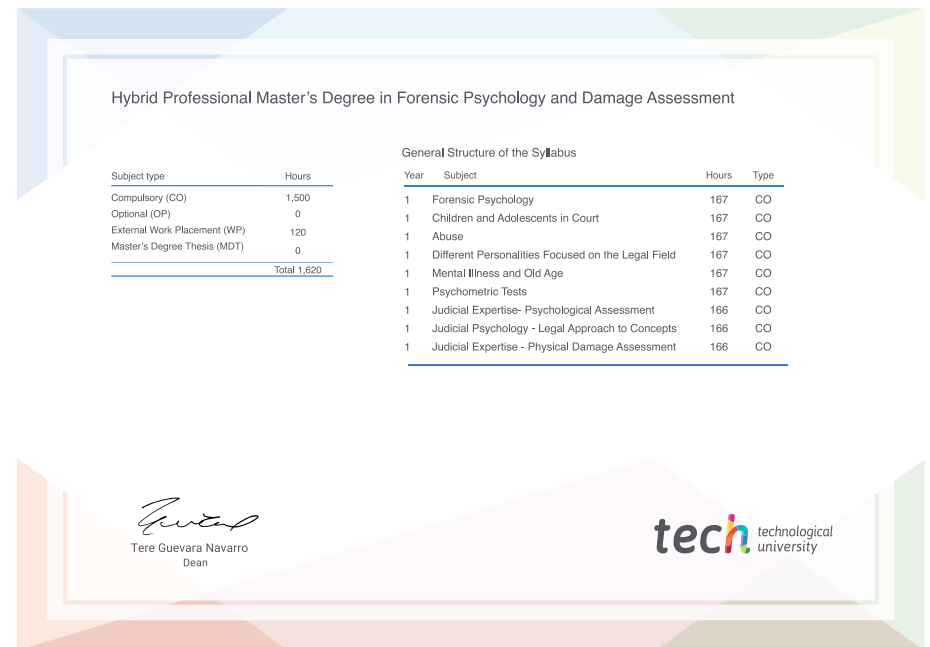 Hybrid Professional Master's Degree in Forensic Psychology and Damage Assessment
Subject type Hours
Compulsory (CO) 1,500
Optional (OP) 0
External Work Placement (WP) 120
Master's Degree Thesis (MDT) 0
Total 1,620
General Structure of the Syllabus
Year Subject Hours Type
1 Forensic Psychology 167 CO
1 Children and Adolescents in Court 167 CO
1 Abuse 167 CO
1 Different Personalities Focused on the Legal Field 167 CO
1 Mental Illness and Old Age 167 CO
1 Psychometric Tests 167 CO
1 Judicial Expertise- Psychological Assessment 166 CO
1 Judicial Psychology - Legal Approach to Concepts 166 CO
1 Judicial Expertise - Physical Damage Assessment 166 CO
Tere Guevara Navarro
Dean
tech technological
university